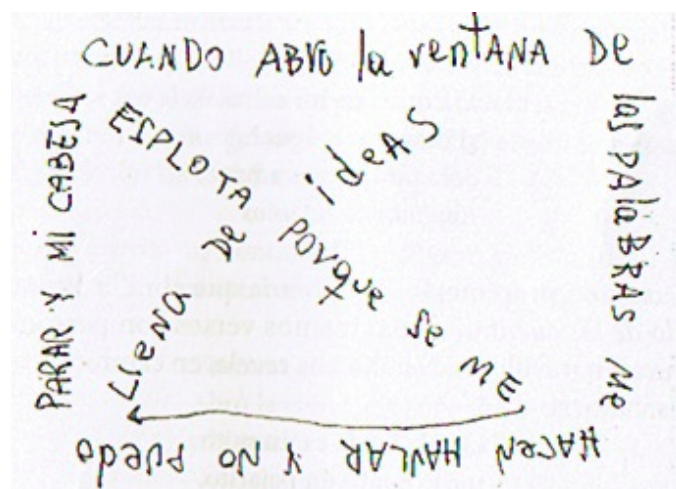 CUANDO ABRO la ventANA DE
las PALaBRAS Me
HACEN HAVLAR Y NO PUEDO
PARAR Y MI CABESA
ESPLOTA porque se Me
LLeNa De ideAS